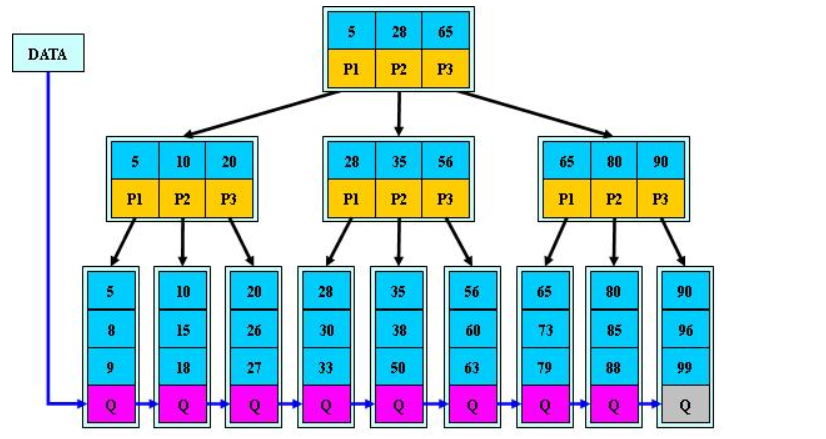 5 28 65
DATA
P1 P2 P3
5 10 20 28 35 56 65 80 90
P1 P2 P3 P1 P2 P3 P1 P2 P3
5 10 20 28 35 56 65 80 90
8 15 26 30 38 60 73 85 96
9 18 27 33 50 63 79 88 99
Q Q Q Q Q Q Q Q Q